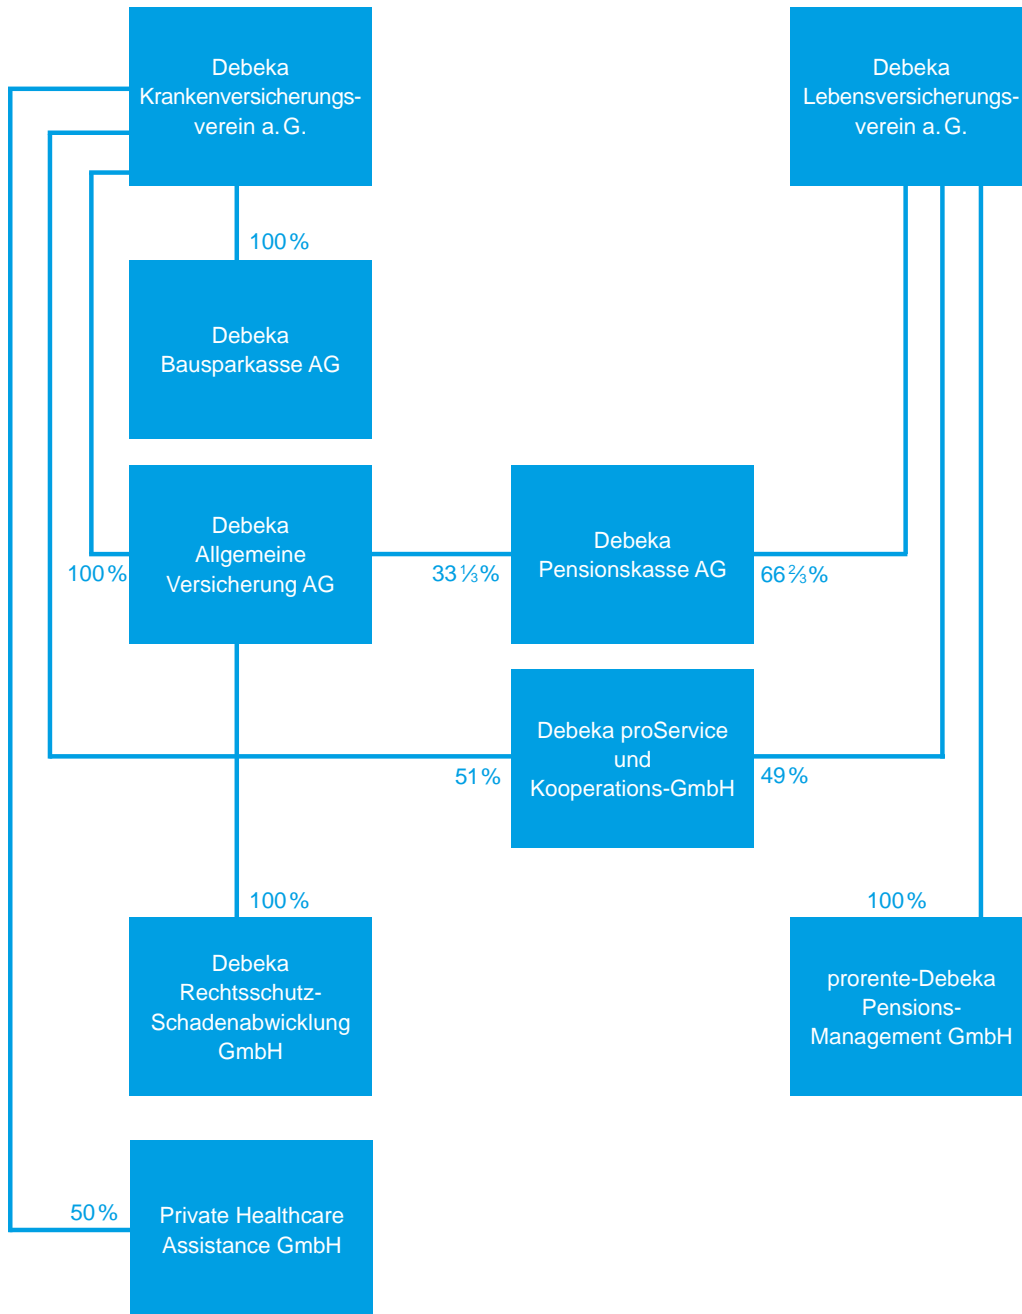 Debeka
Krankenversicherungs-
verein a. G.
Debeka
Lebensversicherungs-
verein a. G.
100 %
Debeka
Bausparkasse AG
Debeka
Allgemeine
Versicherung AG
100 %
33 ⅓ %
Debeka
Pensionskasse AG
66 ⅔ %
Debeka proService
und
Kooperations-GmbH
51 %
49 %
100 %
Debeka
Rechtsschutz-
Schadenabwicklung
GmbH
100 %
prorente-Debeka
Pensions-
Management GmbH
50 %
Private Healthcare
Assistance GmbH